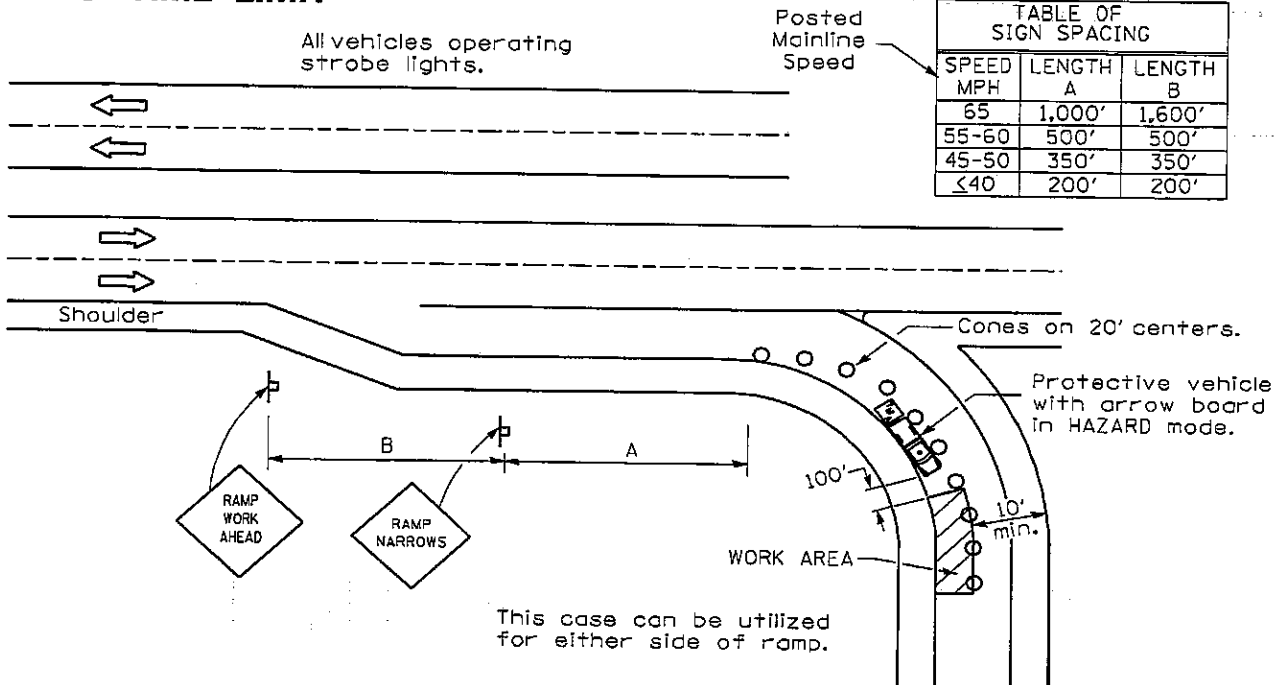 All vehicles operating
strobe lights.
Posted
Mainline
Speed
TABLE OF
SIGN SPACING
SPEED MPH LENGTH A LENGTH B
65 1,000' 1,600'
55-60 500' 500'
45-50 350' 350'
≤40 200' 200'
Shoulder
Cones on 20' centers.
Protective vehicle
with arrow board
in HAZARD mode.
B
A
100'
10'
min.
RAMP
WORK
AHEAD
RAMP
NARROWS
WORK AREA
This case can be utilized
for either side of ramp.